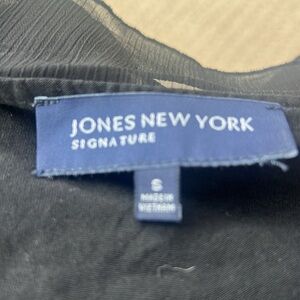 JONES NEW YORK
SIGNATURE
S
MADE IN
VIETNAM